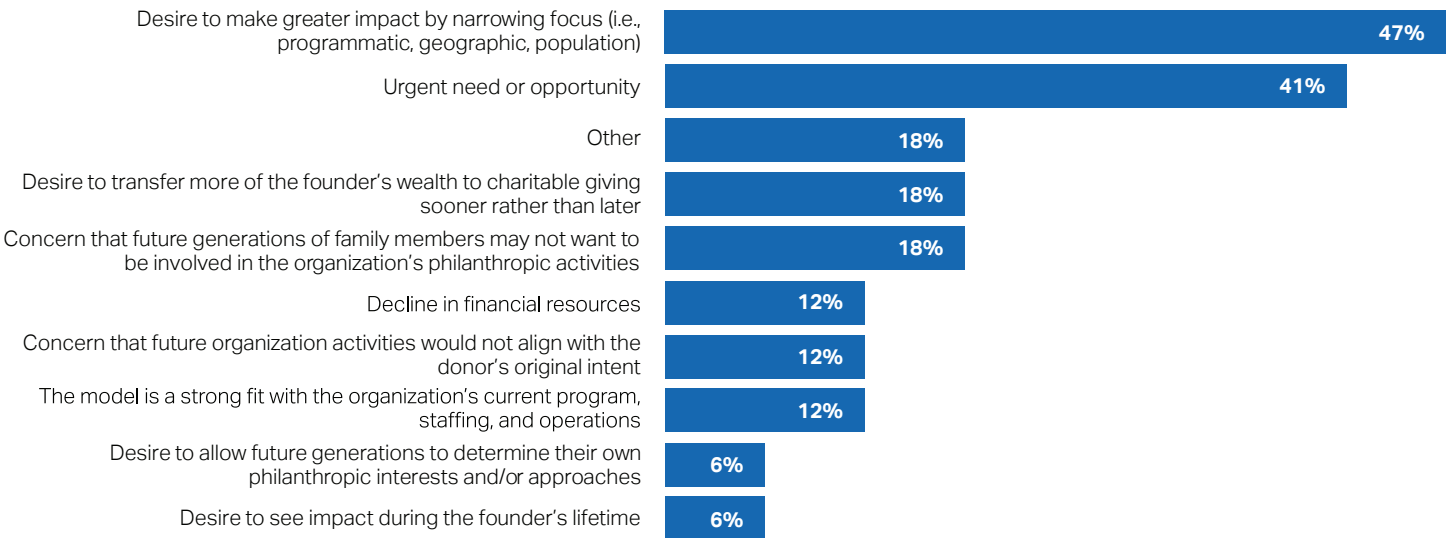 Desire to make greater impact by narrowing focus (i.e.,
programmatic, geographic, population)
47%
Urgent need or opportunity
41%
Other
18%
Desire to transfer more of the founder’s wealth to charitable giving
sooner rather than later
18%
Concern that future generations of family members may not want to
be involved in the organization’s philanthropic activities
18%
Decline in financial resources
12%
Concern that future organization activities would not align with the
donor’s original intent
12%
The model is a strong fit with the organization’s current program,
staffing, and operations
12%
Desire to allow future generations to determine their own
philanthropic interests and/or approaches
6%
Desire to see impact during the founder’s lifetime
6%